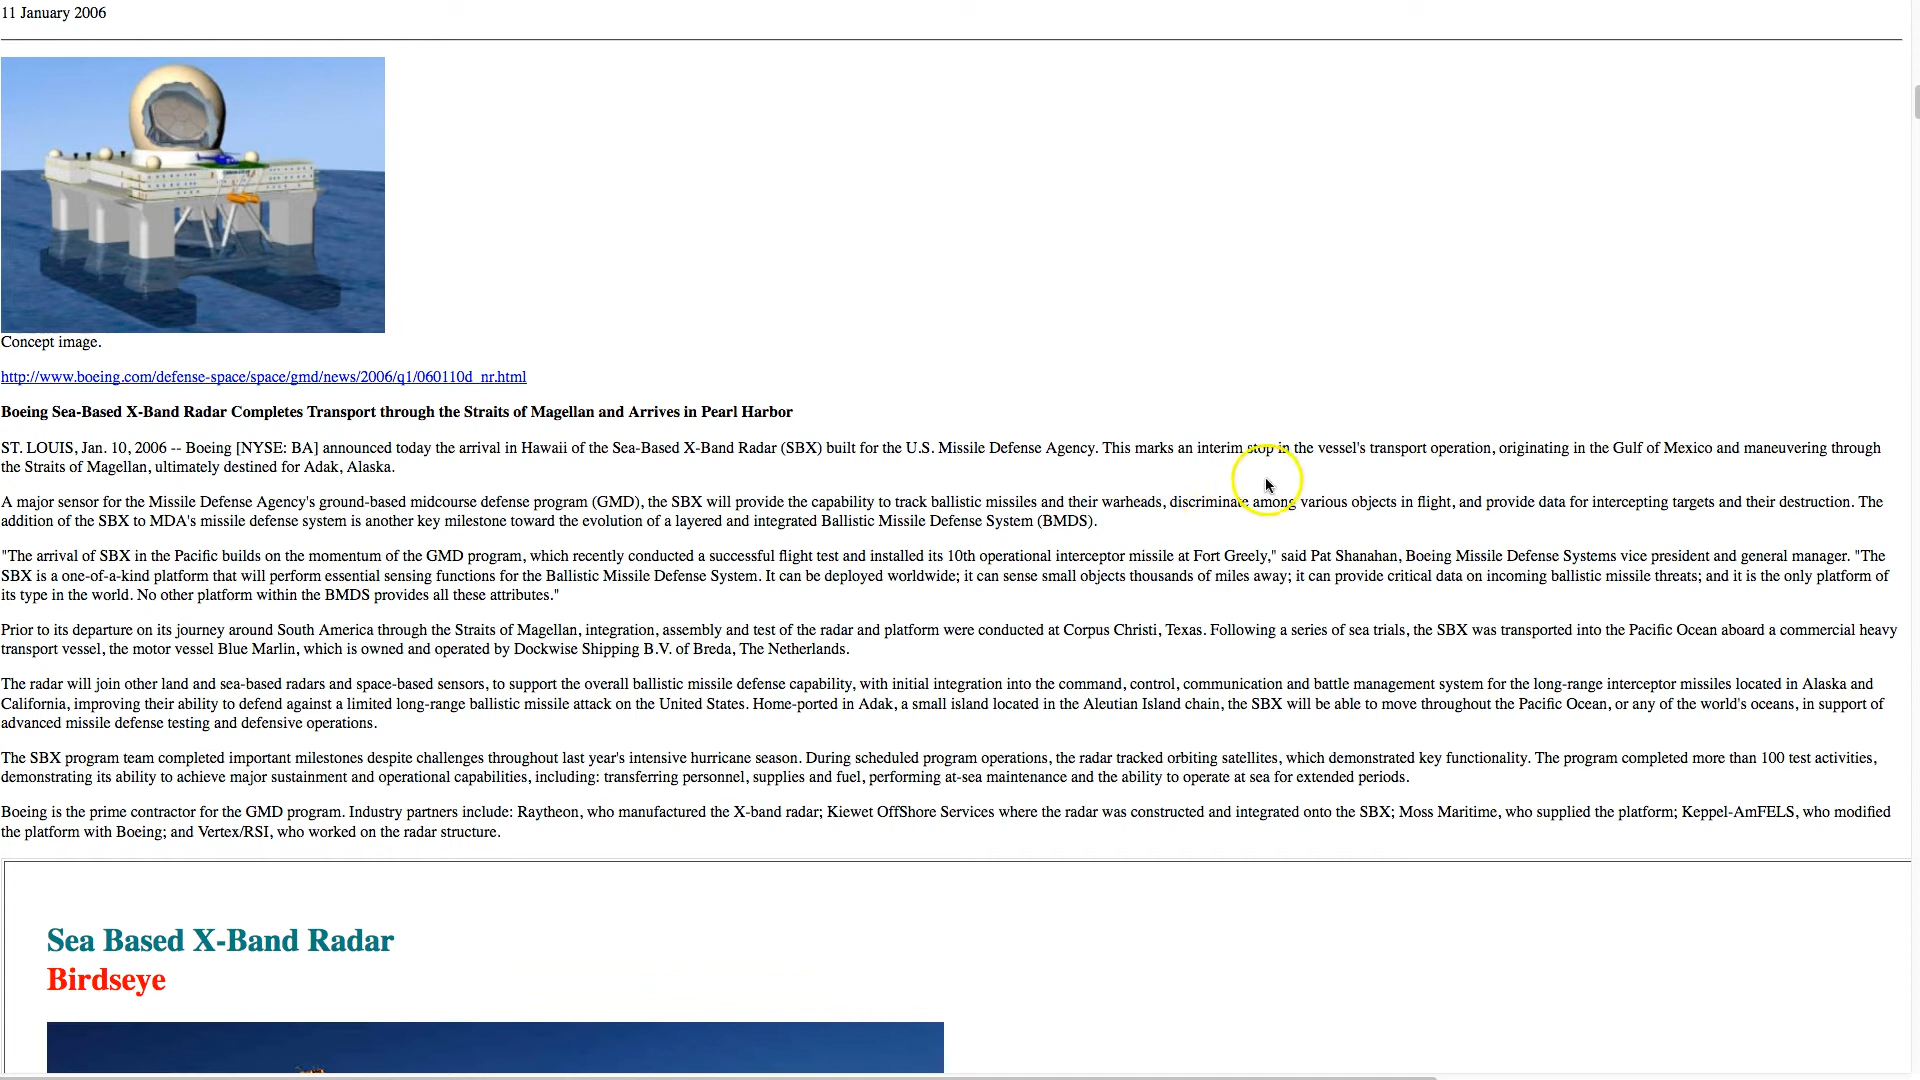 11 January 2006
Concept image.
http://www.boeing.com/defense-space/space/gmd/news/2006/q1/060110d_nr.html
Boeing Sea-Based X-Band Radar Completes Transport through the Straits of Magellan and Arrives in Pearl Harbor
ST. LOUIS, Jan. 10, 2006 -- Boeing [NYSE: BA] announced today the arrival in Hawaii of the Sea-Based X-Band Radar (SBX) built for the U.S. Missile Defense Agency. This marks an interim stop in the vessel's transport operation, originating in the Gulf of Mexico and maneuvering through
the Straits of Magellan, ultimately destined for Adak, Alaska.
A major sensor for the Missile Defense Agency's ground-based midcourse defense program (GMD), the SBX will provide the capability to track ballistic missiles and their warheads, discriminate among various objects in flight, and provide data for intercepting targets and their destruction. The
addition of the SBX to MDA's missile defense system is another key milestone toward the evolution of a layered and integrated Ballistic Missile Defense System (BMDS).
"The arrival of SBX in the Pacific builds on the momentum of the GMD program, which recently conducted a successful flight test and installed its 10th operational interceptor missile at Fort Greely," said Pat Shanahan, Boeing Missile Defense Systems vice president and general manager. "The
SBX is a one-of-a-kind platform that will perform essential sensing functions for the Ballistic Missile Defense System. It can be deployed worldwide; it can sense small objects thousands of miles away; it can provide critical data on incoming ballistic missile threats; and it is the only platform of
its type in the world. No other platform within the BMDS provides all these attributes."
Prior to its departure on its journey around South America through the Straits of Magellan, integration, assembly and test of the radar and platform were conducted at Corpus Christi, Texas. Following a series of sea trials, the SBX was transported into the Pacific Ocean aboard a commercial heavy
transport vessel, the motor vessel Blue Marlin, which is owned and operated by Dockwise Shipping B.V. of Breda, The Netherlands.
The radar will join other land and sea-based radars and space-based sensors, to support the overall ballistic missile defense capability, with initial integration into the command, control, communication and battle management system for the long-range interceptor missiles located in Alaska and
California, improving their ability to defend against a limited long-range ballistic missile attack on the United States. Home-ported in Adak, a small island located in the Aleutian Island chain, the SBX will be able to move throughout the Pacific Ocean, or any of the world's oceans, in support of
advanced missile defense testing and defensive operations.
The SBX program team completed important milestones despite challenges throughout last year's intensive hurricane season. During scheduled program operations, the radar tracked orbiting satellites, which demonstrated key functionality. The program completed more than 100 test activities,
demonstrating its ability to achieve major sustainment and operational capabilities, including: transferring personnel, supplies and fuel, performing at-sea maintenance and the ability to operate at sea for extended periods.
Boeing is the prime contractor for the GMD program. Industry partners include: Raytheon, who manufactured the X-band radar; Kiewet OffShore Services where the radar was constructed and integrated onto the SBX; Moss Maritime, who supplied the platform; Keppel-AmFELS, who modified
the platform with Boeing; and Vertex/RSI, who worked on the radar structure.
Sea Based X-Band Radar
Birdseye